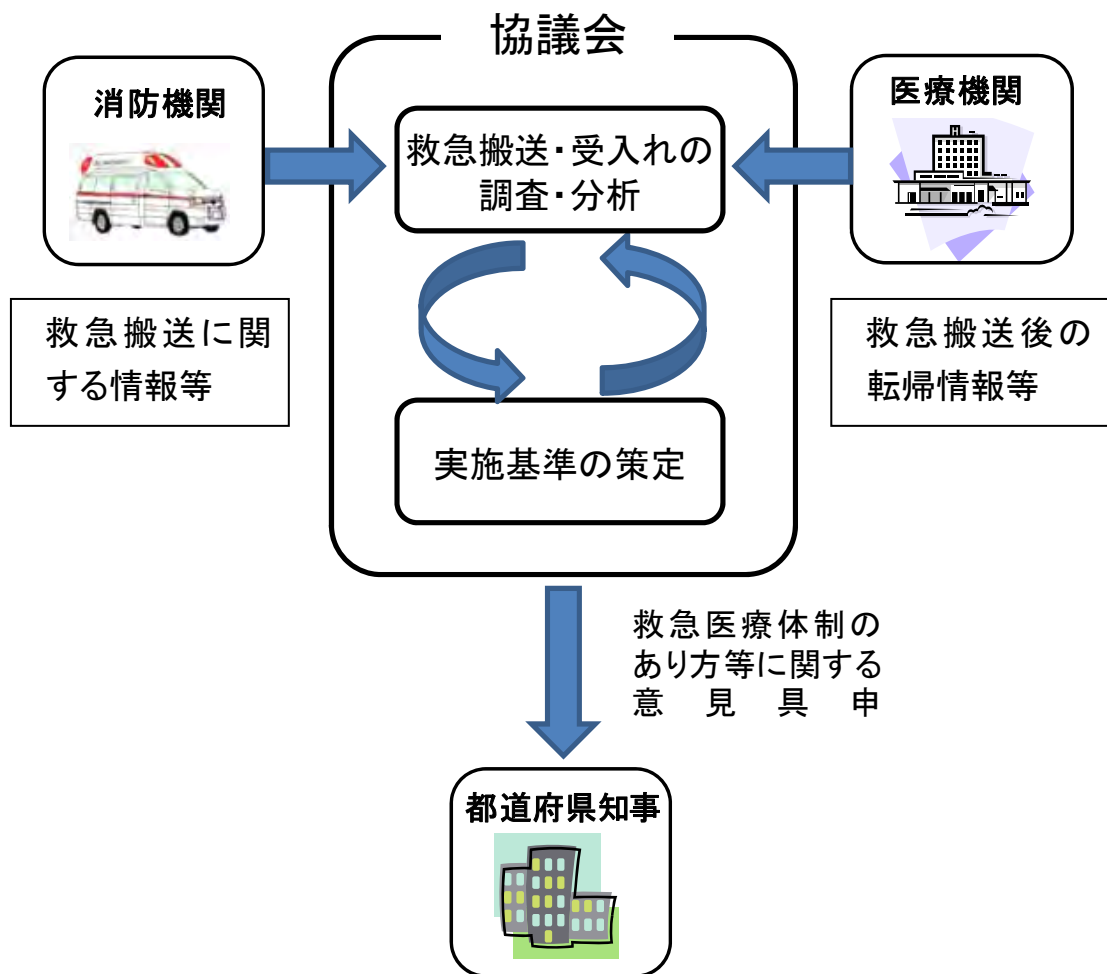 協議会
消防機関
救急搬送に関
する情報等
救急搬送・受入れの
調査・分析
実施基準の策定
医療機関
救急搬送後の
転帰情報等
救急医療体制の
あり方等に関する
意見具申
都道府県知事